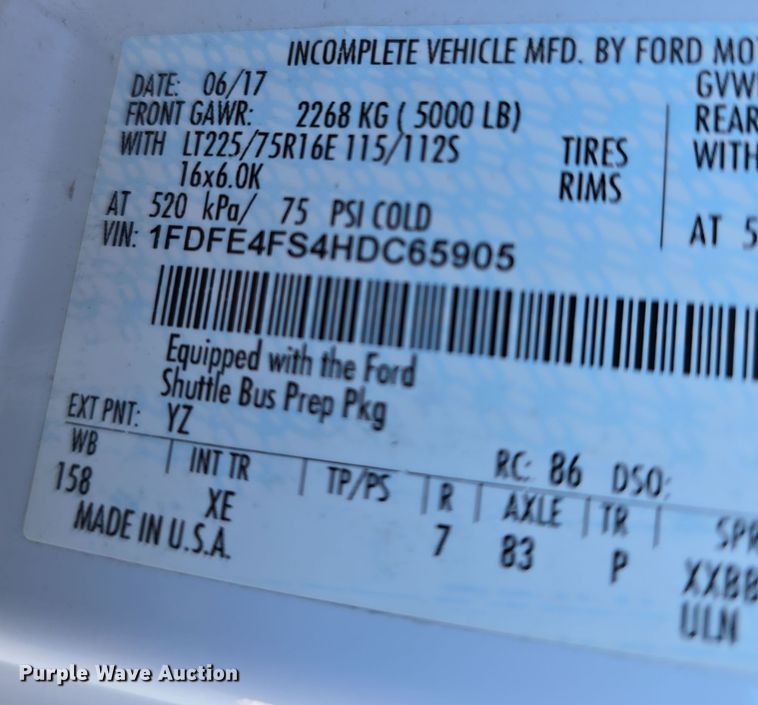 INCOMPLETE VEHICLE MFD. BY FORD MO
DATE: 06/17
GVW
FRONT GAWR: 2268 KG ( 5000 LB)
REAR
WITH LT225/75R16E 115/112S TIRES
WITH
16x6.0K RIMS
AT 520 kPa/ 75 PSI COLD
AT 5
VIN: 1FDFE4FS4HDC65905
Equipped with the Ford
Shuttle Bus Prep Pkg
EXT PNT: YZ
RC: 86 DSO:
WB INT TR TP/PS R AXLE TR SPR
158 XE 7 83 P XXBB
ULN
MADE IN U.S.A.
Purple Wave Auction